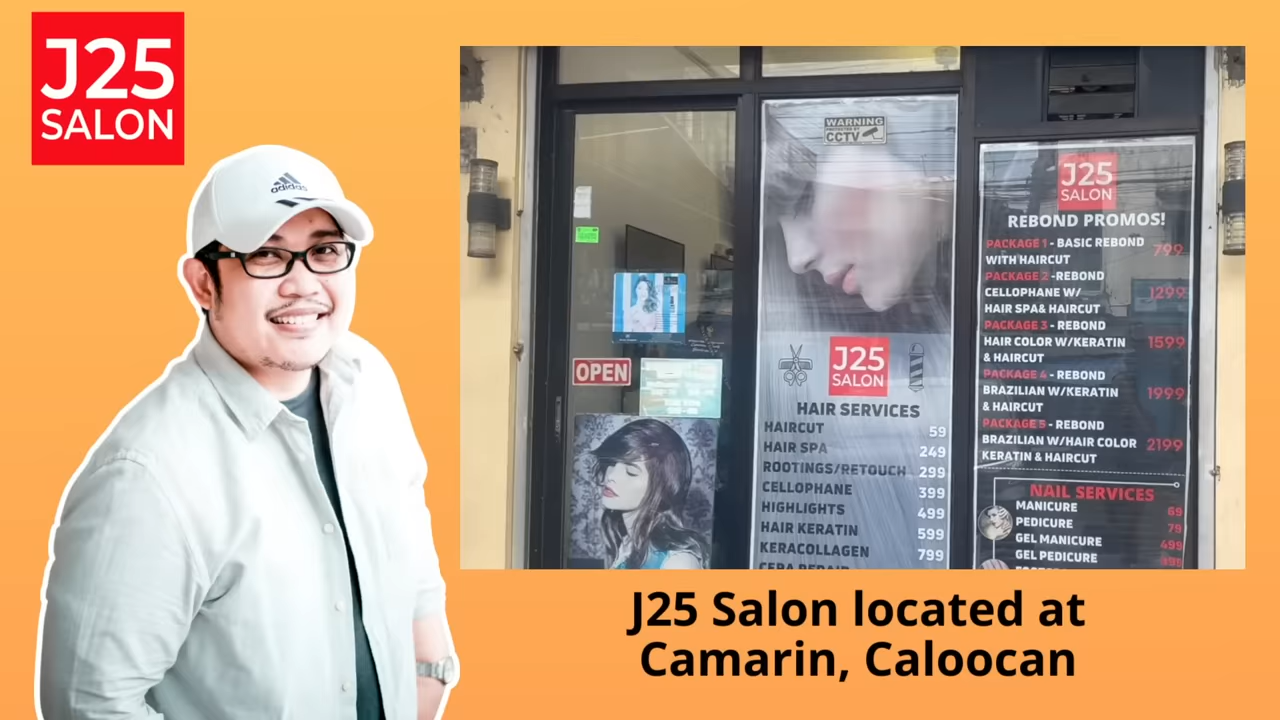 J25
SALON
adidas
WARNING
PROTECTED BY
CCTV
OPEN
J25
SALON
HAIR SERVICES
HAIRCUT 59
HAIR SPA 249
ROOTINGS/RETOUCH 299
CELLOPHANE 399
HIGHLIGHTS 499
HAIR KERATIN 599
KERACOLLAGEN 799
J25
SALON
REBOND PROMOS!
PACKAGE 1 - BASIC REBOND
WITH HAIRCUT 799
PACKAGE 2 -REBOND
CELLOPHANE W/ 1299
HAIR SPA& HAIRCUT
PACKAGE 3 - REBOND
HAIR COLOR W/KERATIN 1599
& HAIRCUT
PACKAGE 4 - REBOND
BRAZILIAN W/KERATIN 1999
& HAIRCUT
PACKAGE 5 - REBOND
BRAZILIAN W/HAIR COLOR 2199
KERATIN & HAIRCUT
NAIL SERVICES
MANICURE 69
PEDICURE 79
GEL MANICURE 499
GEL PEDICURE
J25 Salon located at
Camarin, Caloocan